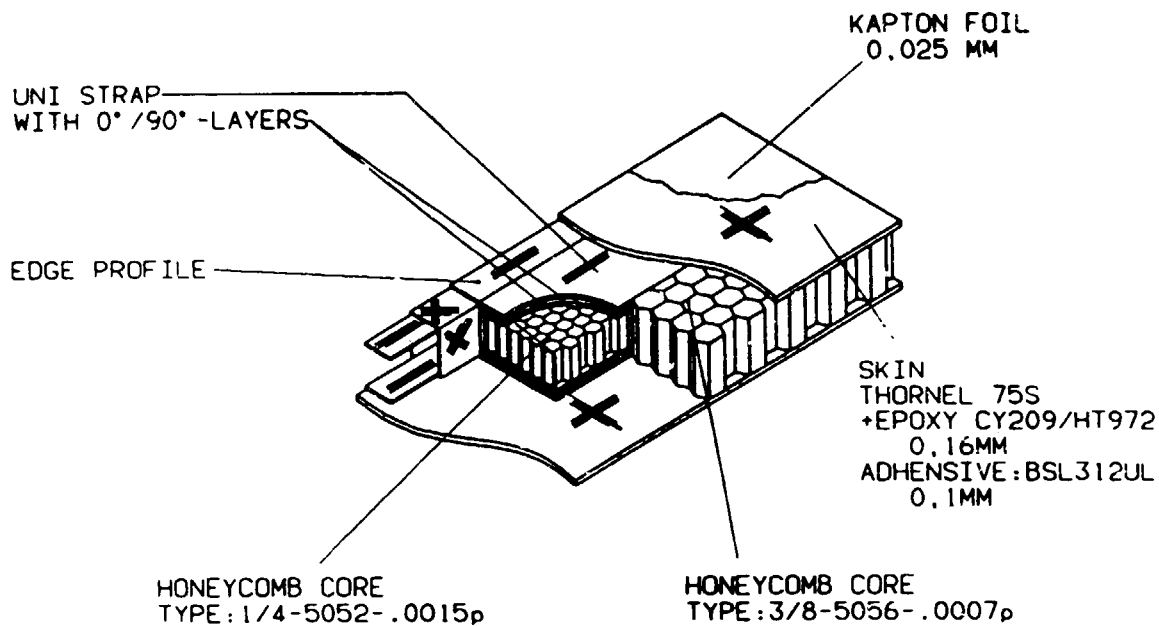 KAPTON FOIL
0,025 MM
UNI STRAP
WITH 0°/90°-LAYERS
EDGE PROFILE
SKIN
THORNEL 75S
+EPOXY CY209/HT972
0,16MM
ADHENSIVE:BSL312UL
0,1MM
HONEYCOMB CORE
TYPE:1/4-5052-.0015p
HONEYCOMB CORE
TYPE:3/8-5056-.0007p